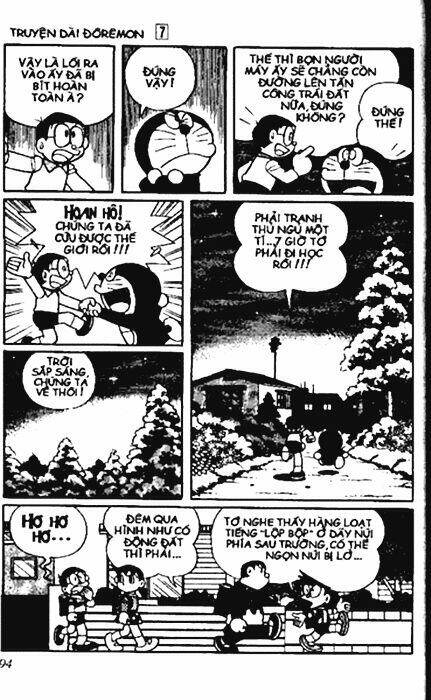 TRUYỆN DÀI ĐÔRÊMON 7
VẬY LÀ LỐI RA
VÀO ẤY ĐÃ BỊ
BÍT HOÀN
TOÀN À?
ĐÚNG
VẬY!
THẾ THÌ BỌN NGƯỜI
MÁY ẤY SẼ CHẲNG CÒN
ĐƯỜNG LÊN TẤN
CÔNG TRÁI ĐẤT
NỮA, ĐÚNG
KHÔNG?
ĐÚNG
THẾ!
HOAN HÔ!
CHÚNG TA ĐÃ
CỨU ĐƯỢC THẾ
GIỚI RỒI!!!
PHẢI TRANH
THỦ NGỦ MỘT
TÍ...7 GIỜ TỚ
PHẢI ĐI HỌC
RỒI!!!
TRỜI
SẮP SÁNG,
CHÚNG TA
VỀ THÔI!
HƠ HƠ
HƠ...
ĐÊM QUA
HÌNH NHƯ CÓ
ĐỘNG ĐẤT THÌ
PHẢI...
TỚ NGHE THẤY HÀNG LOẠT
TIẾNG "LỘP BỘP" Ở DÃY NÚI
PHÍA SAU TRƯỜNG, CÓ THỂ
NGỌN NÚI BỊ LỞ...
94